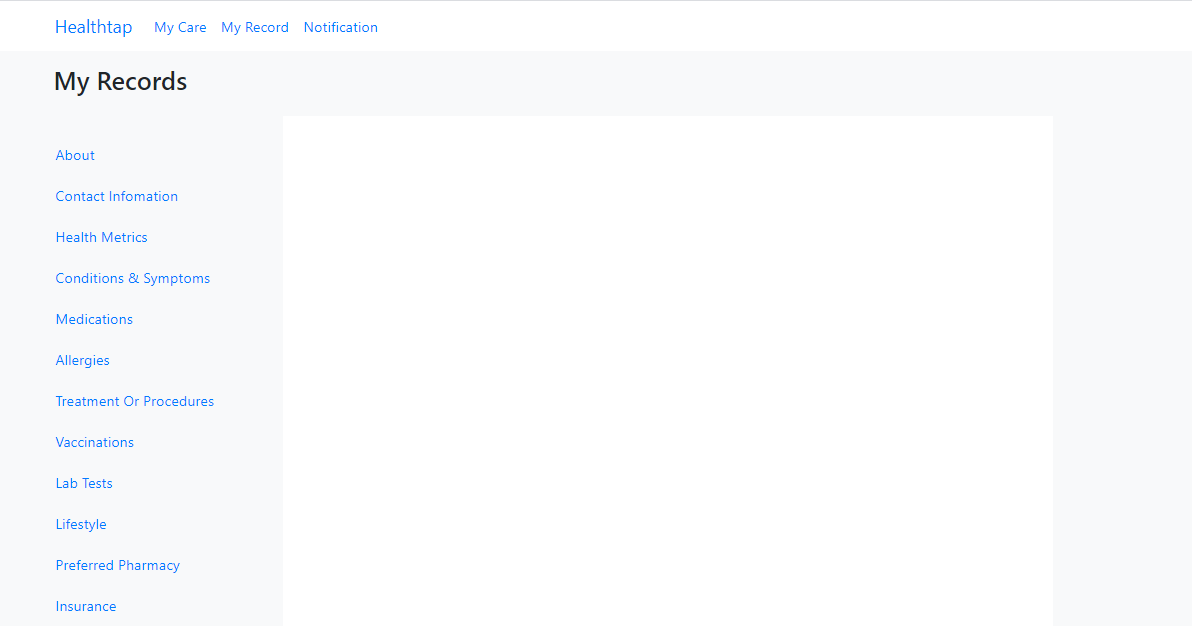 Healthtap My Care My Record Notification
My Records
About
Contact Infomation
Health Metrics
Conditions & Symptoms
Medications
Allergies
Treatment Or Procedures
Vaccinations
Lab Tests
Lifestyle
Preferred Pharmacy
Insurance